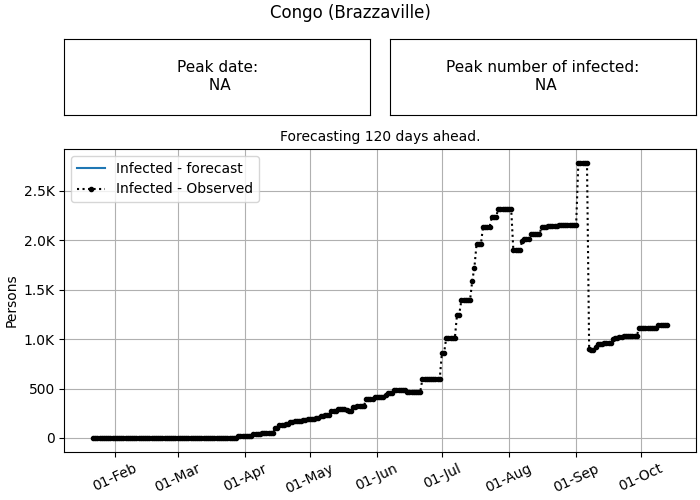 Congo (Brazzaville)
Peak date:
NA
Peak number of infected:
NA
Forecasting 120 days ahead.
Infected - forecast
Infected - Observed
Persons
2.5K
2.0K
1.5K
1.0K
500
0
01-Feb
01-Mar
01-Apr
01-May
01-Jun
01-Jul
01-Aug
01-Sep
01-Oct